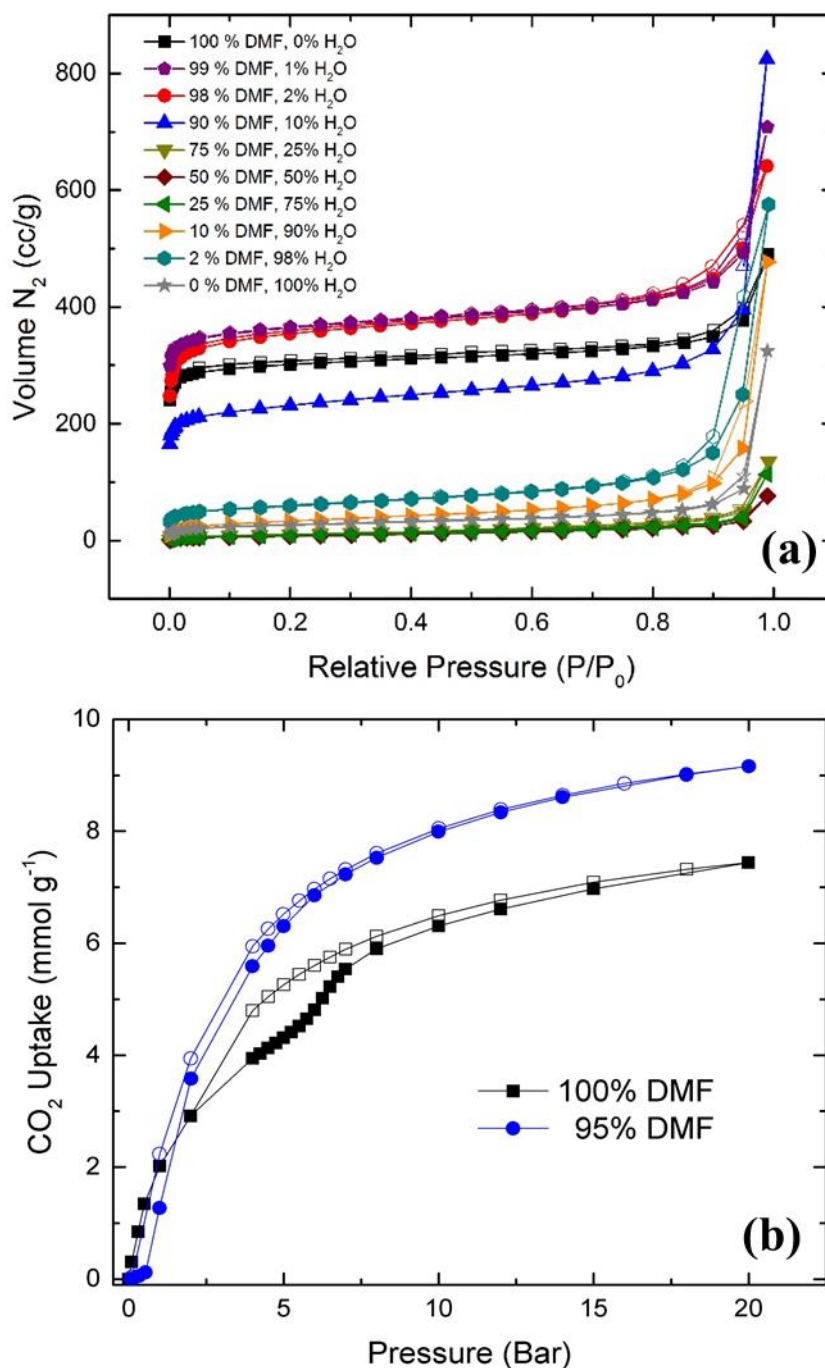 800
600
400
200
0
Volume N₂ (cc/g)
100 % DMF, 0% H₂O
99 % DMF, 1% H₂O
98 % DMF, 2% H₂O
90 % DMF, 10% H₂O
75 % DMF, 25% H₂O
50 % DMF, 50% H₂O
25 % DMF, 75% H₂O
10 % DMF, 90% H₂O
2 % DMF, 98% H₂O
0 % DMF, 100% H₂O
(a)
0.0 0.2 0.4 0.6 0.8 1.0
Relative Pressure (P/P₀)
10
8
6
4
2
0
CO₂ Uptake (mmol g⁻¹)
100% DMF
95% DMF
(b)
0 5 10 15 20
Pressure (Bar)